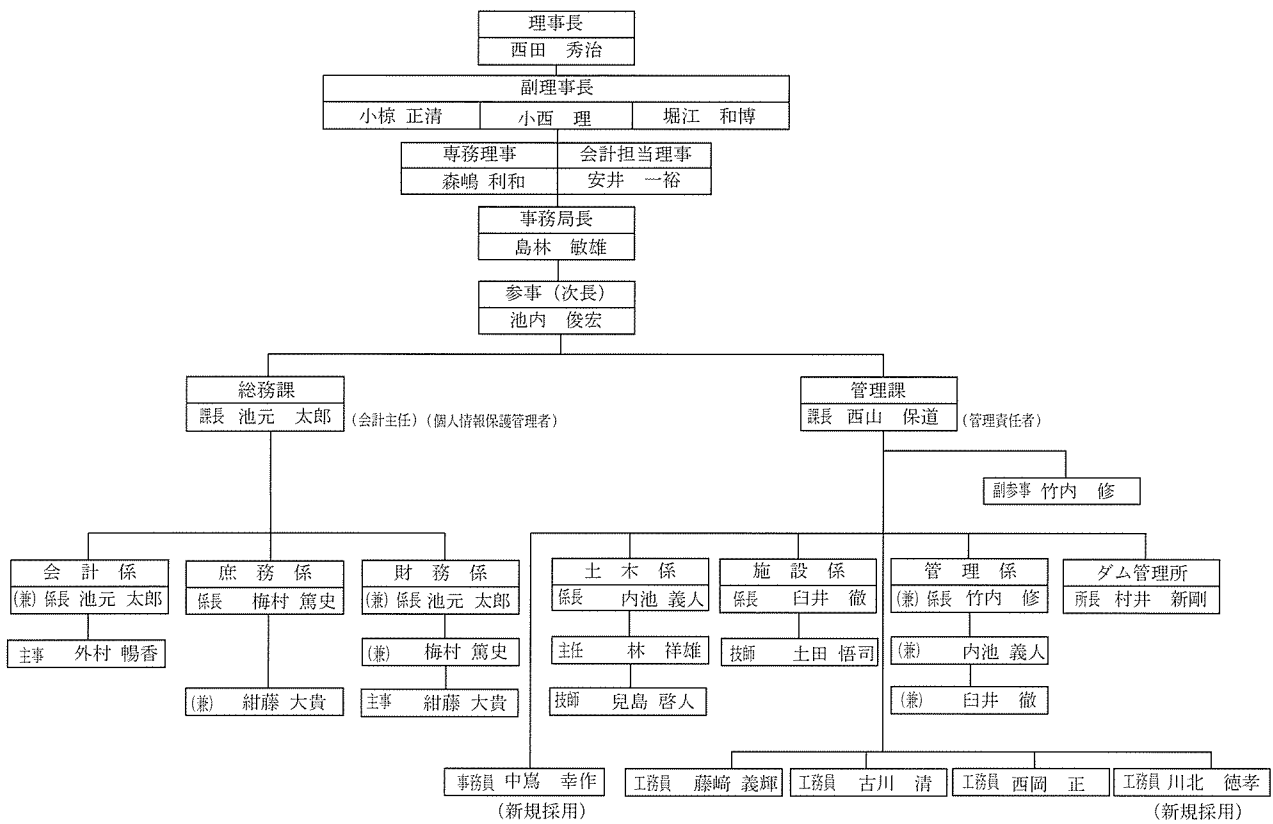 理事長
西田 秀治
副理事長
小椋 正清 小西 理 堀江 和博
専務理事 会計担当理事
森嶋 利和 安井 一裕
事務局長
島林 敏雄
参事(次長)
池内 俊宏
総務課
課長 池元 太郎 (会計主任)(個人情報保護管理者)
管理課
課長 西山 保道 (管理責任者)
副参事 竹内 修
会計係
(兼) 係長 池元 太郎
主事 外村 暢香
庶務係
係長 梅村 篤史
(兼) 紺藤 大貴
財務係
(兼) 係長 池元 太郎
(兼) 梅村 篤史
主事 紺藤 大貴
土木係
係長 内池 義人
主任 林 祥雄
技師 兒島 啓人
施設係
係長 臼井 徹
技師 土田 悟司
管理係
(兼) 係長 竹内 修
(兼) 内池 義人
(兼) 臼井 徹
ダム管理所
所長 村井 新剛
事務員 中嶌 幸作
(新規採用)
工務員 藤﨑 義輝
工務員 古川 清
工務員 西岡 正
工務員 川北 徳孝
(新規採用)